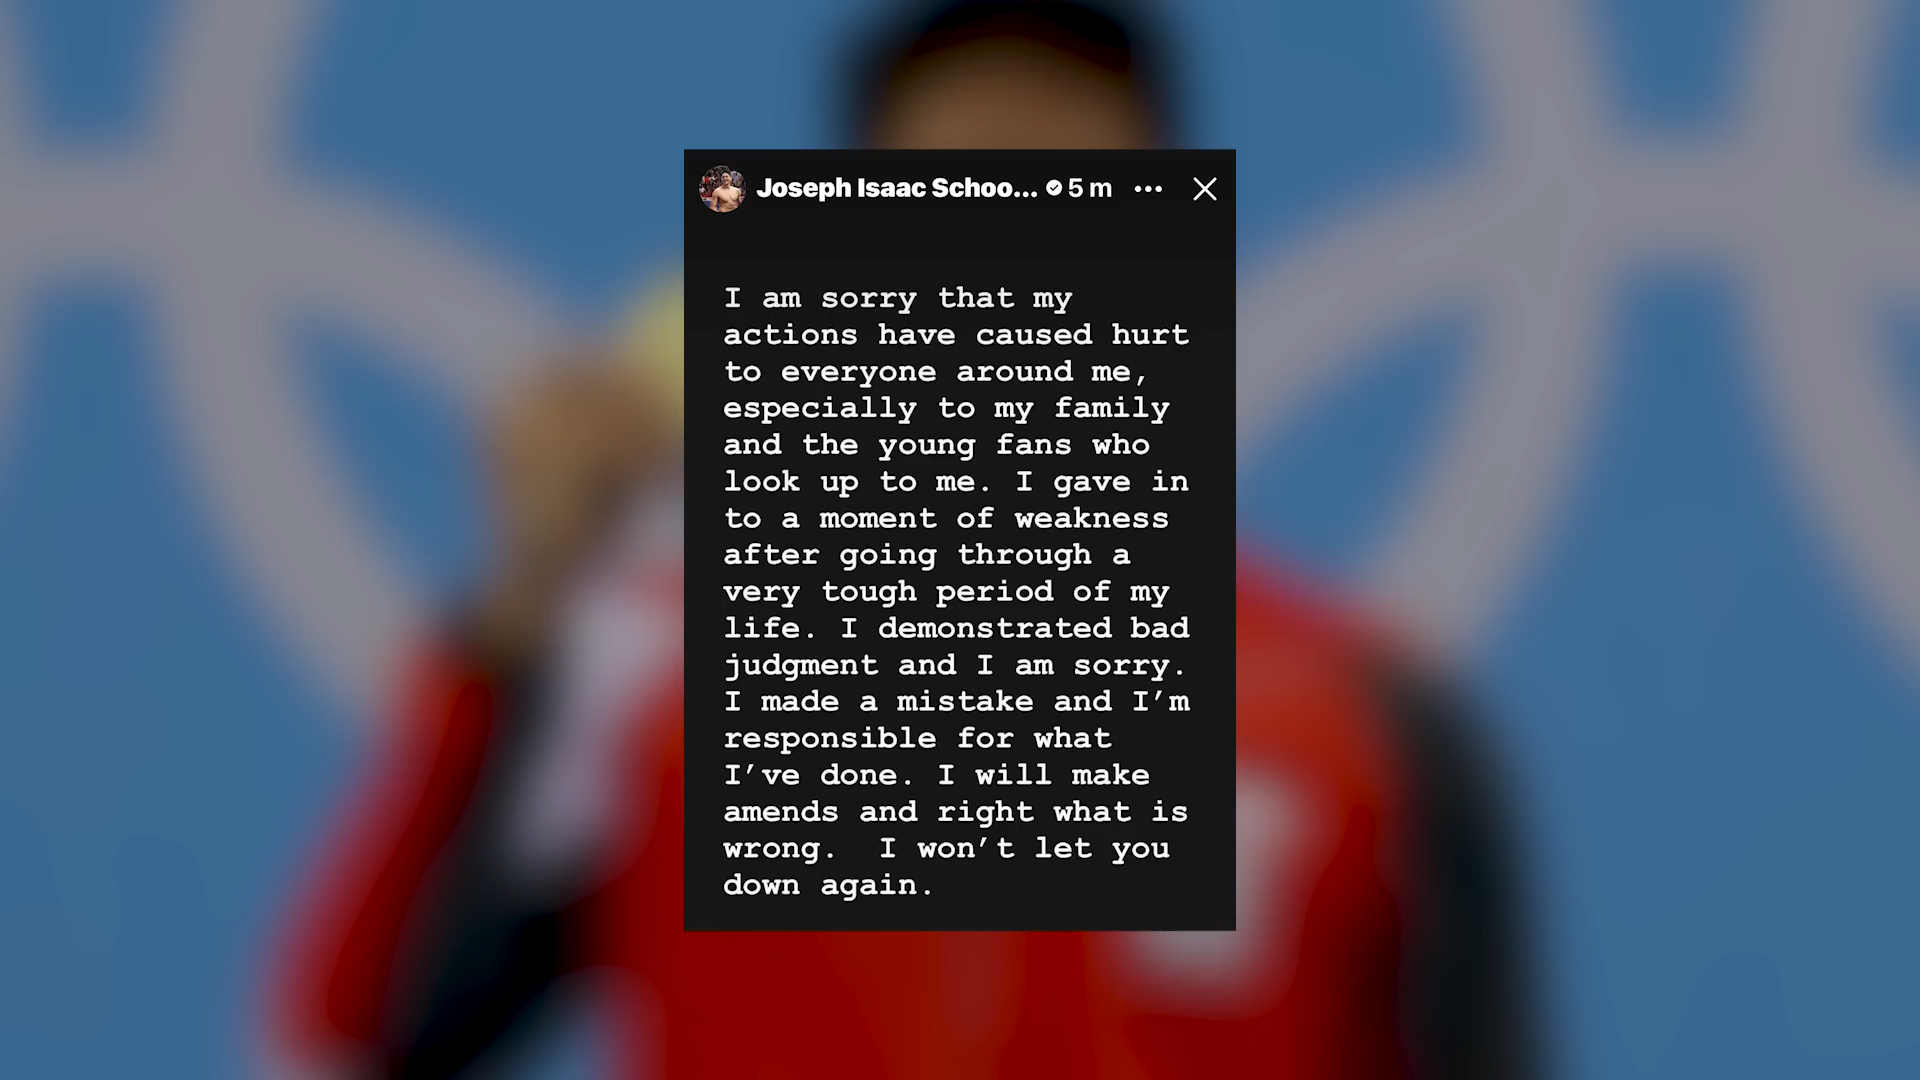 Joseph Isaac Schoo... 5 m
I am sorry that my
actions have caused hurt
to everyone around me,
especially to my family
and the young fans who
look up to me. I gave in
to a moment of weakness
after going through a
very tough period of my
life. I demonstrated bad
judgment and I am sorry.
I made a mistake and I’m
responsible for what
I’ve done. I will make
amends and right what is
wrong.  I won’t let you
down again.